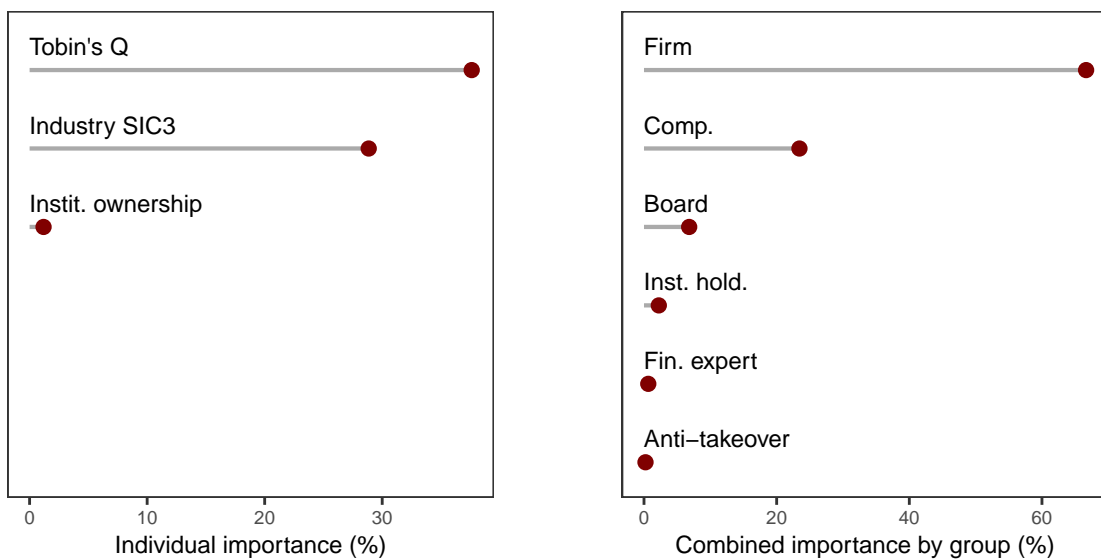 Tobin's Q
Industry SIC3
Instit. ownership
0 10 20 30
Individual importance (%)
Firm
Comp.
Board
Inst. hold.
Fin. expert
Anti−takeover
0 20 40 60
Combined importance by group (%)